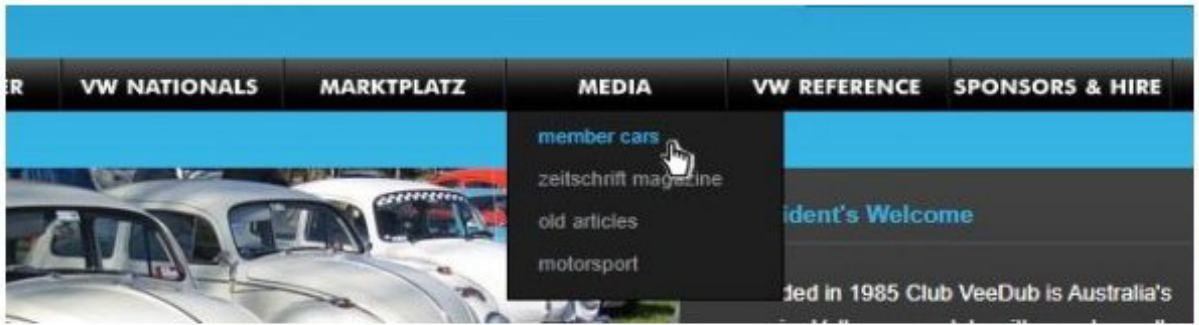 ER VW NATIONALS MARKTPLATZ MEDIA VW REFERENCE SPONSORS & HIRE
member cars
zeitschrift magazine
old articles
motorsport
ident's Welcome
ded in 1985 Club VeeDub is Australia's